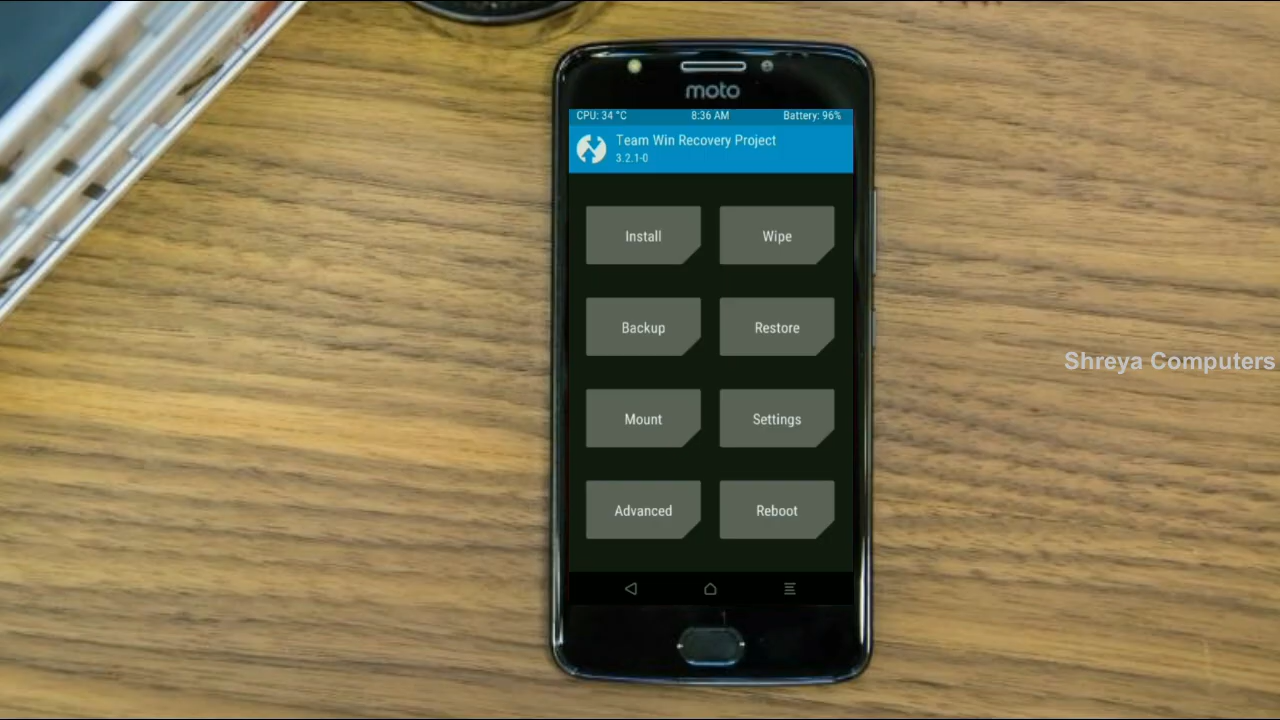 moto
CPU: 34 °C 8:36 AM Battery: 96%
Team Win Recovery Project
3.2.1-0
Install Wipe
Backup Restore
Shreya Computers
Mount Settings
Advanced Reboot